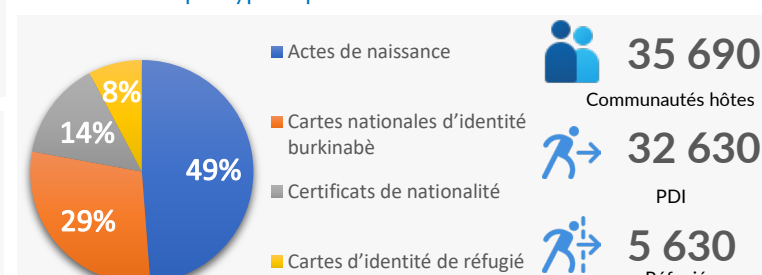 8%
14%
49%
29%
Actes de naissance
Cartes nationales d’identité
burkinabè
Certificats de nationalité
Cartes d’identité de réfugié
35 690
Communautés hôtes
32 630
PDI
5 630